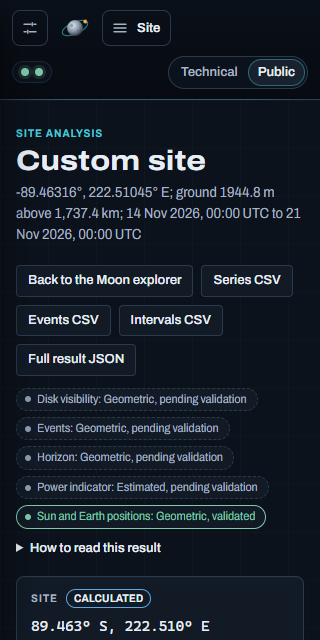 Site
Technical
Public
SITE ANALYSIS
Custom site
-89.46316°, 222.51045° E; ground 1944.8 m
above 1,737.4 km; 14 Nov 2026, 00:00 UTC to 21
Nov 2026, 00:00 UTC
Back to the Moon explorer
Series CSV
Events CSV
Intervals CSV
Full result JSON
Disk visibility: Geometric, pending validation
Events: Geometric, pending validation
Horizon: Geometric, pending validation
Power indicator: Estimated, pending validation
Sun and Earth positions: Geometric, validated
How to read this result
SITE CALCULATED
89.463° S, 222.510° E